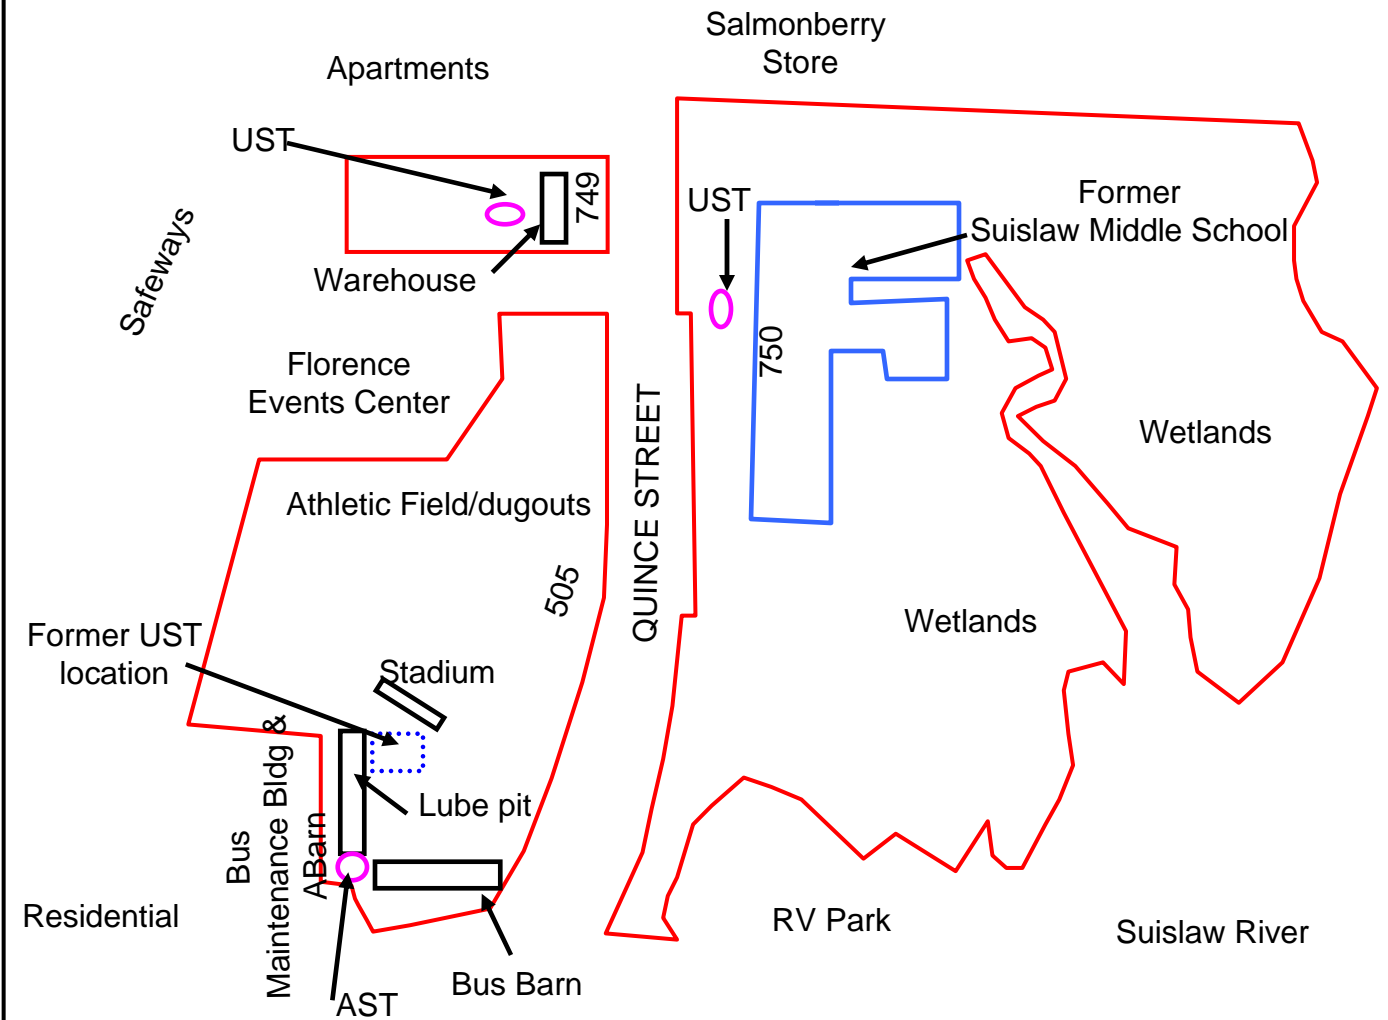 Salmonberry
Store
Apartments
UST
749
Warehouse
Safeways
UST
Former
Suislaw Middle School
750
Florence
Events Center
Wetlands
QUINCE STREET
Athletic Field/dugouts
505
Wetlands
Former UST
location
Stadium
Lube pit
Bus
Maintenance Bldg &
ABarn
Residential
RV Park
Suislaw River
Bus Barn
AST